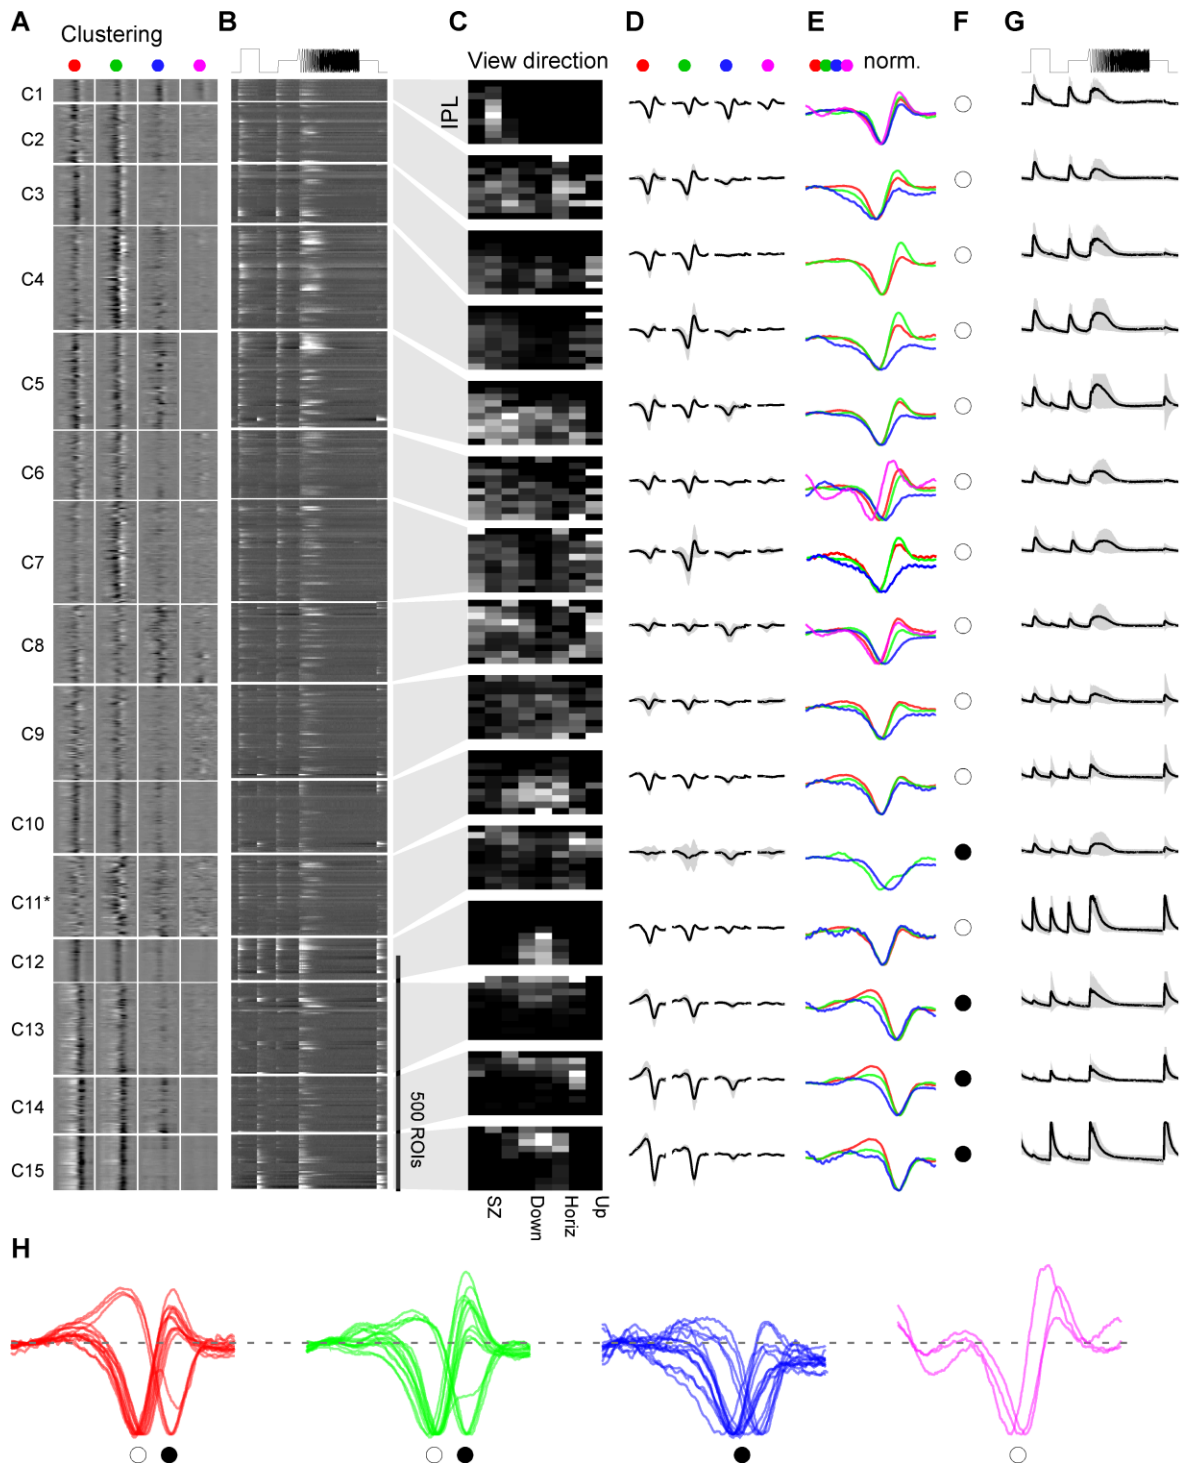 A B C D E F G
Clustering
View direction
norm.
IPL
C1
C2
C3
C4
C5
C6
C7
C8
C9
C10
C11*
C12
C13
C14
C15
500 ROIs
SZ
Down
Horiz
Up
H